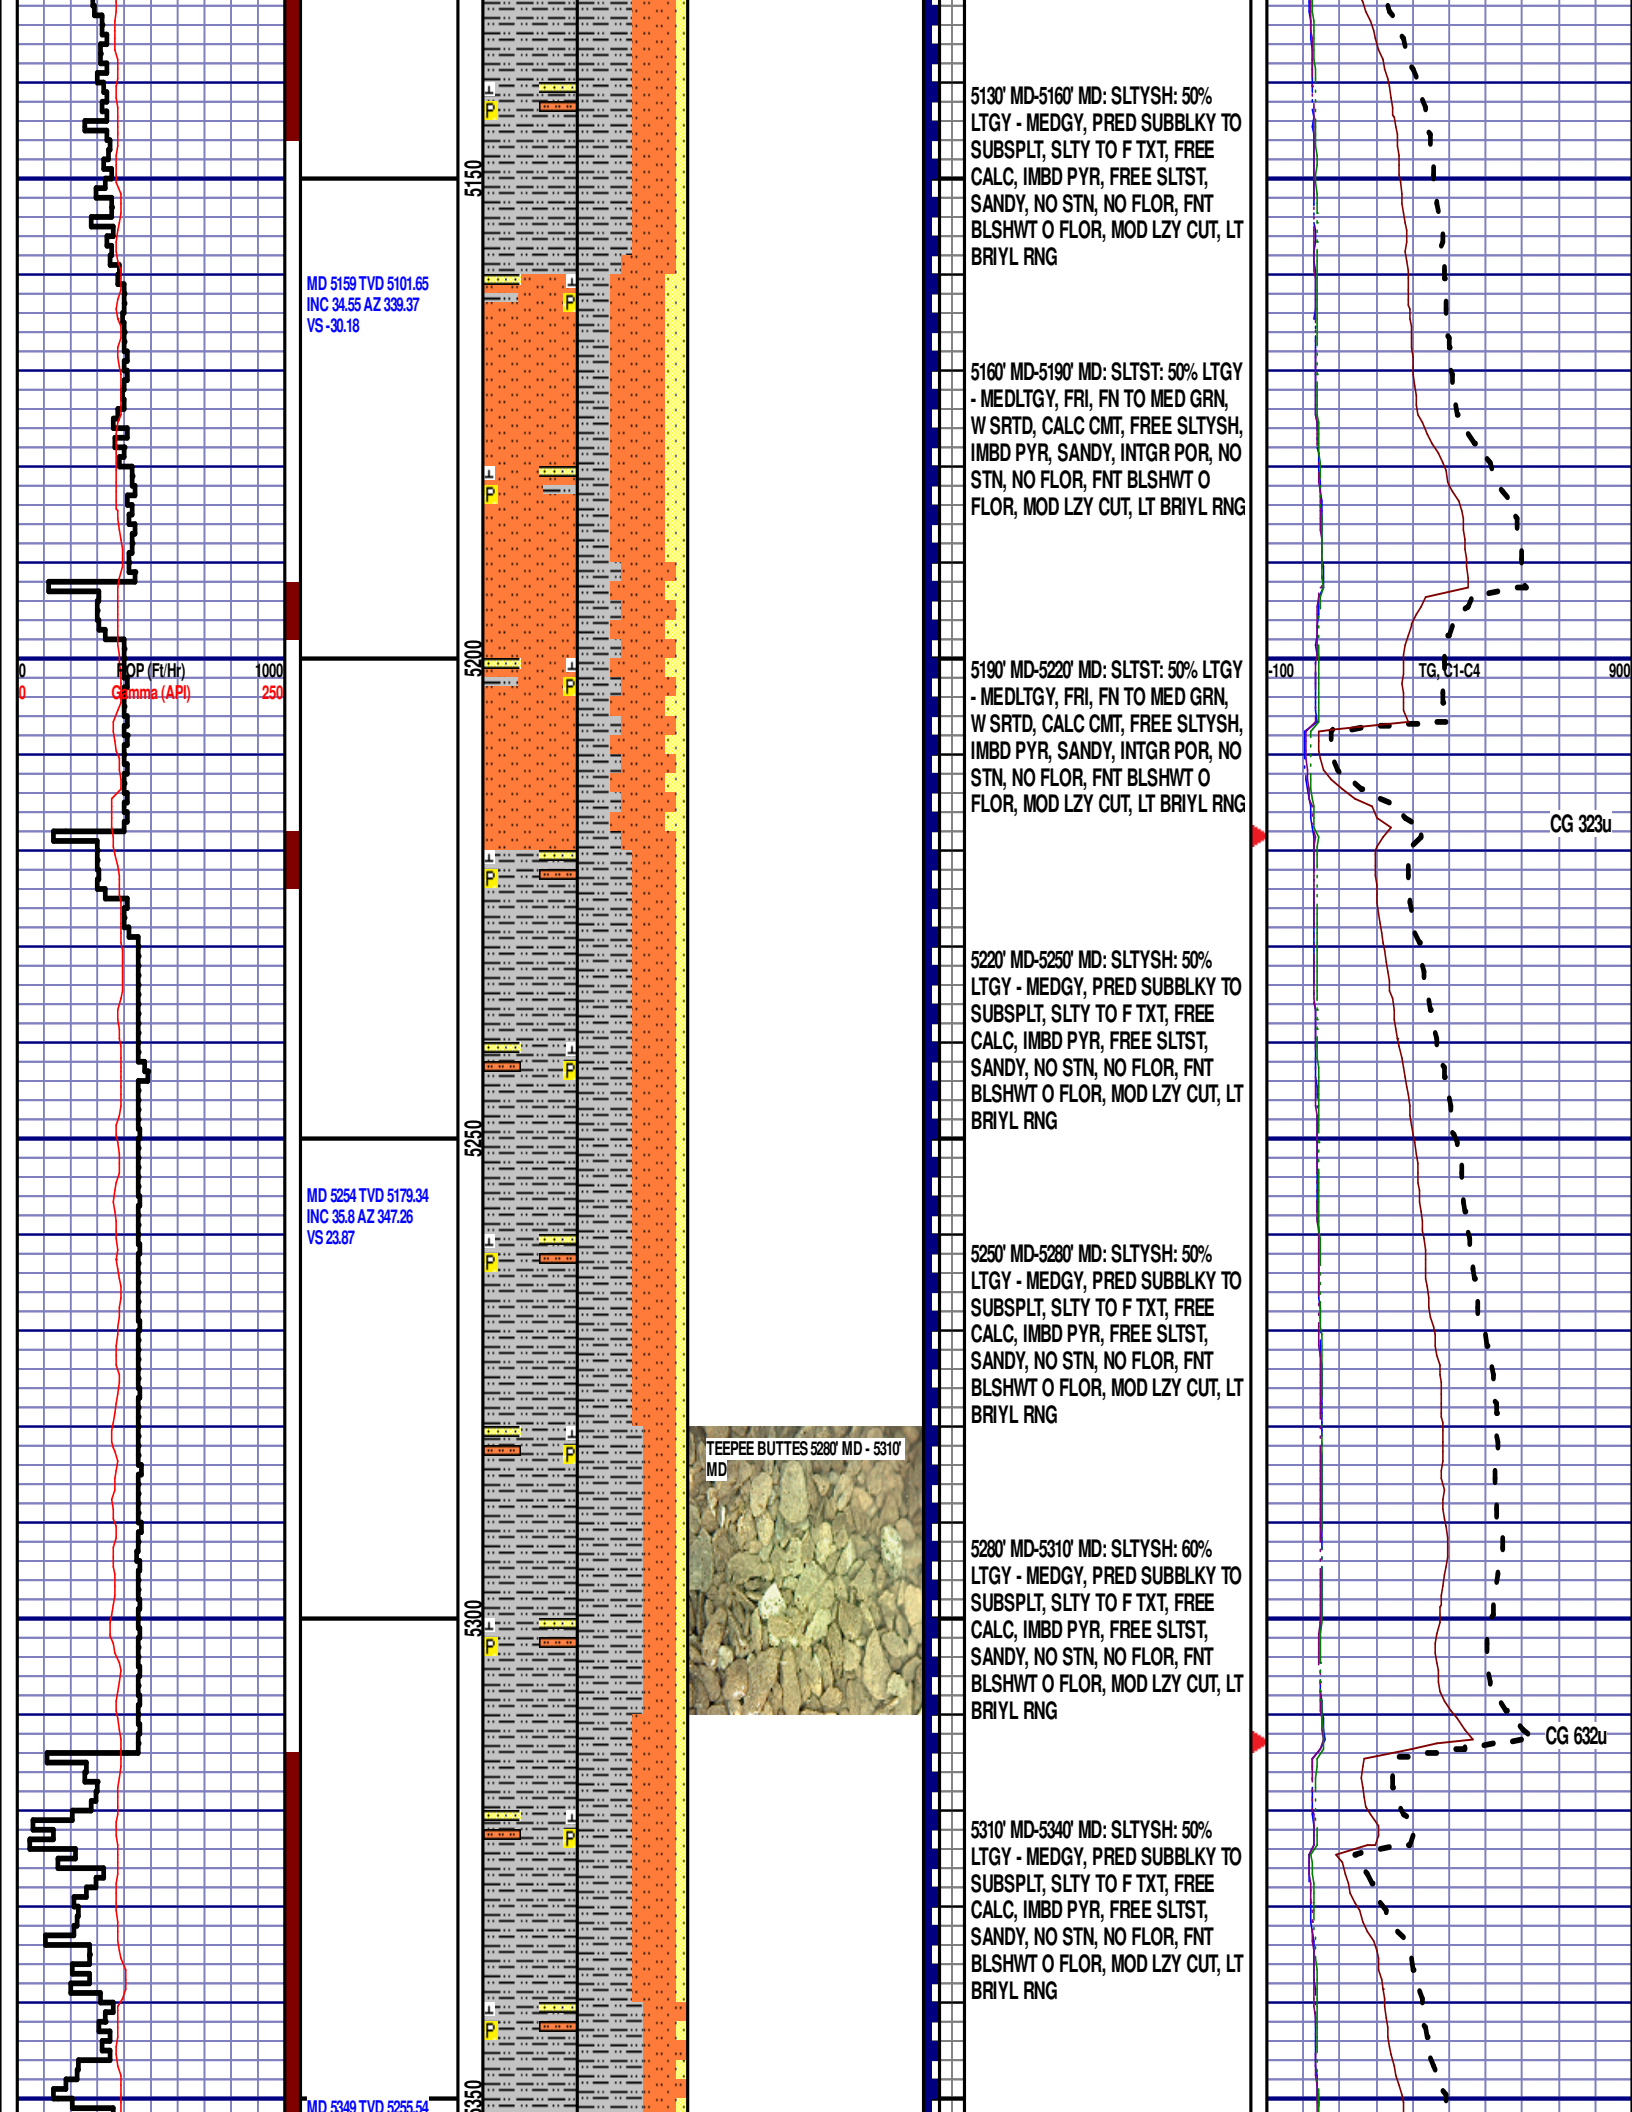 5130' MD-5160' MD: SLTYSH: 50%
LTGY - MEDGY, PRED SUBBLKY TO
SUBSPLT, SLTY TO F TXT, FREE
CALC, IMBD PYR, FREE SLTST,
SANDY, NO STN, NO FLOR, FNT
BLSHWT O FLOR, MOD LZY CUT, LT
BRIYL RNG
P
5150
MD 5159 TVD 5101.65
INC 34.55 AZ 339.37
VS -30.18
P
5160' MD-5190' MD: SLTST: 50% LTGY
- MEDLTGY, FRI, FN TO MED GRN,
W SRTD, CALC CMT, FREE SLTYSH,
IMBD PYR, SANDY, INTGR POR, NO
STN, NO FLOR, FNT BLSHWT O
FLOR, MOD LZY CUT, LT BRIYL RNG
P
5200
0 ROP (Ft/Hr) 1000
0 Gamma (API) 250
P
-100 TG, C1-C4 900
5190' MD-5220' MD: SLTST: 50% LTGY
- MEDLTGY, FRI, FN TO MED GRN,
W SRTD, CALC CMT, FREE SLTYSH,
IMBD PYR, SANDY, INTGR POR, NO
STN, NO FLOR, FNT BLSHWT O
FLOR, MOD LZY CUT, LT BRIYL RNG
CG 323u
P
5220' MD-5250' MD: SLTYSH: 50%
LTGY - MEDGY, PRED SUBBLKY TO
SUBSPLT, SLTY TO F TXT, FREE
CALC, IMBD PYR, FREE SLTST,
SANDY, NO STN, NO FLOR, FNT
BLSHWT O FLOR, MOD LZY CUT, LT
BRIYL RNG
P
5250
MD 5254 TVD 5179.34
INC 35.8 AZ 347.26
VS 23.87
P
5250' MD-5280' MD: SLTYSH: 50%
LTGY - MEDGY, PRED SUBBLKY TO
SUBSPLT, SLTY TO F TXT, FREE
CALC, IMBD PYR, FREE SLTST,
SANDY, NO STN, NO FLOR, FNT
BLSHWT O FLOR, MOD LZY CUT, LT
BRIYL RNG
P
TEEPEE BUTTES 5280' MD - 5310'
MD
5280' MD-5310' MD: SLTYSH: 60%
LTGY - MEDGY, PRED SUBBLKY TO
SUBSPLT, SLTY TO F TXT, FREE
CALC, IMBD PYR, FREE SLTST,
SANDY, NO STN, NO FLOR, FNT
BLSHWT O FLOR, MOD LZY CUT, LT
BRIYL RNG
5300
P
CG 632u
5310' MD-5340' MD: SLTYSH: 50%
LTGY - MEDGY, PRED SUBBLKY TO
SUBSPLT, SLTY TO F TXT, FREE
CALC, IMBD PYR, FREE SLTST,
SANDY, NO STN, NO FLOR, FNT
BLSHWT O FLOR, MOD LZY CUT, LT
BRIYL RNG
P
P
5350
MD 5349 TVD 5255.54